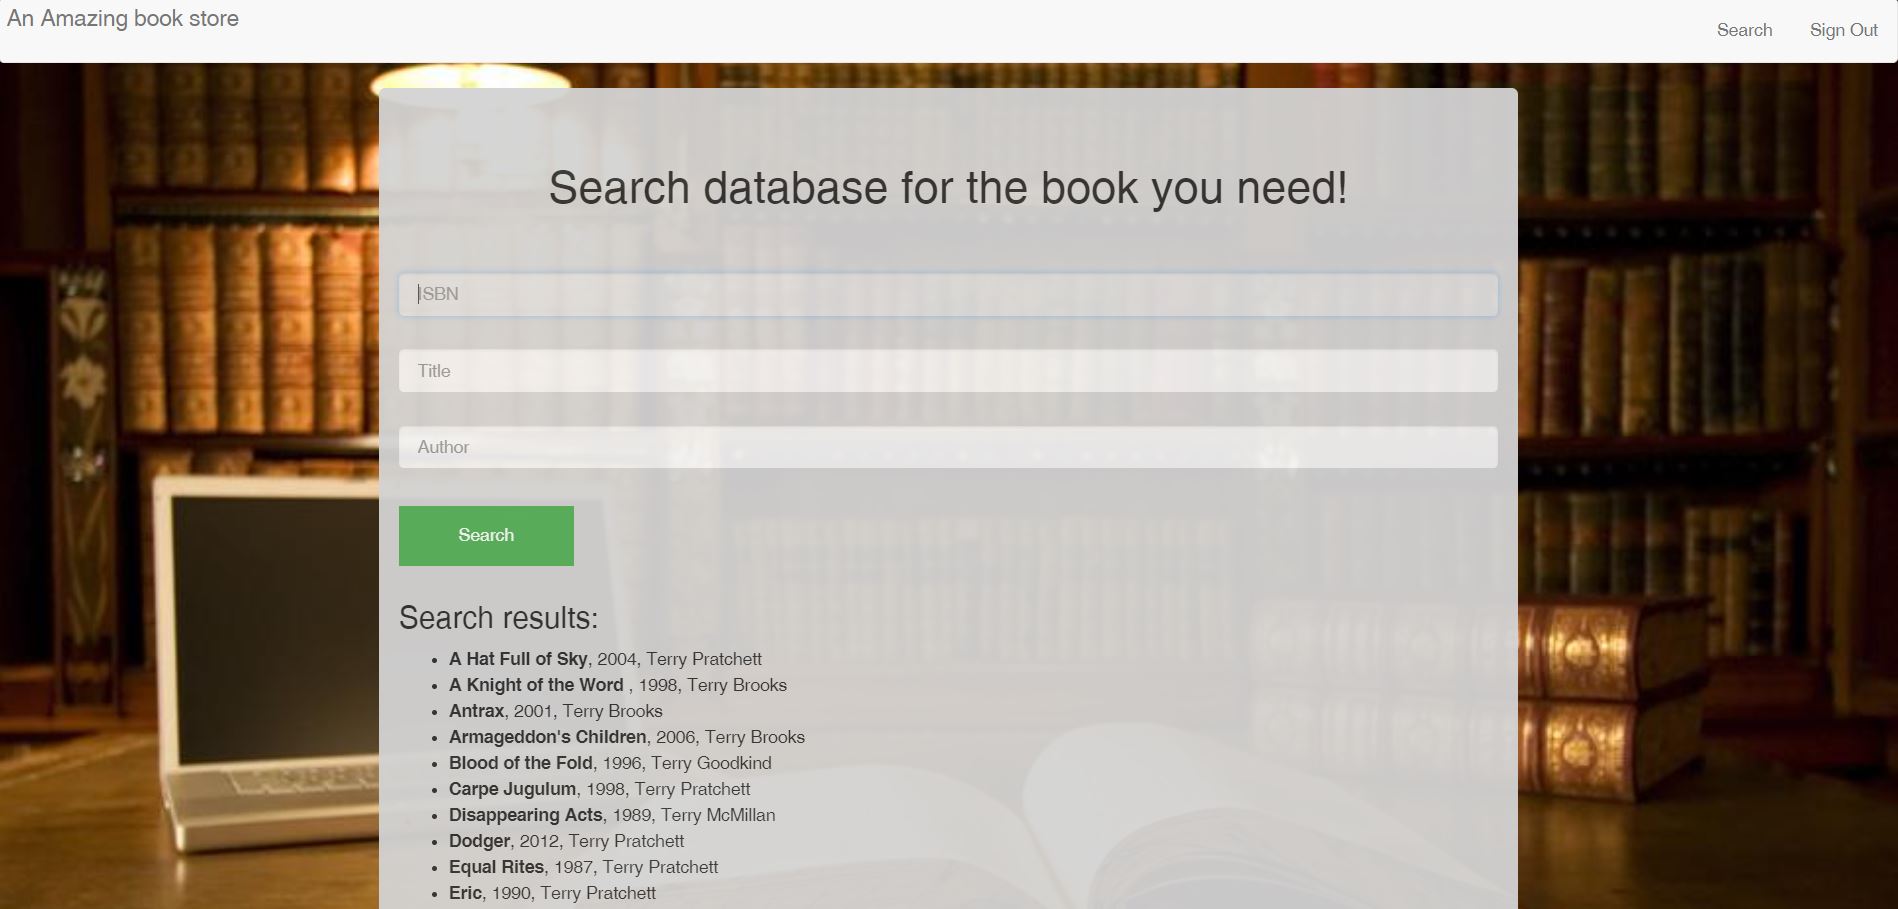 An Amazing book store
Search
Sign Out
Search database for the book you need!
ISBN
Title
Author
Search
Search results:
A Hat Full of Sky, 2004, Terry Pratchett
A Knight of the Word , 1998, Terry Brooks
Antrax, 2001, Terry Brooks
Armageddon's Children, 2006, Terry Brooks
Blood of the Fold, 1996, Terry Goodkind
Carpe Jugulum, 1998, Terry Pratchett
Disappearing Acts, 1989, Terry McMillan
Dodger, 2012, Terry Pratchett
Equal Rites, 1987, Terry Pratchett
Eric, 1990, Terry Pratchett